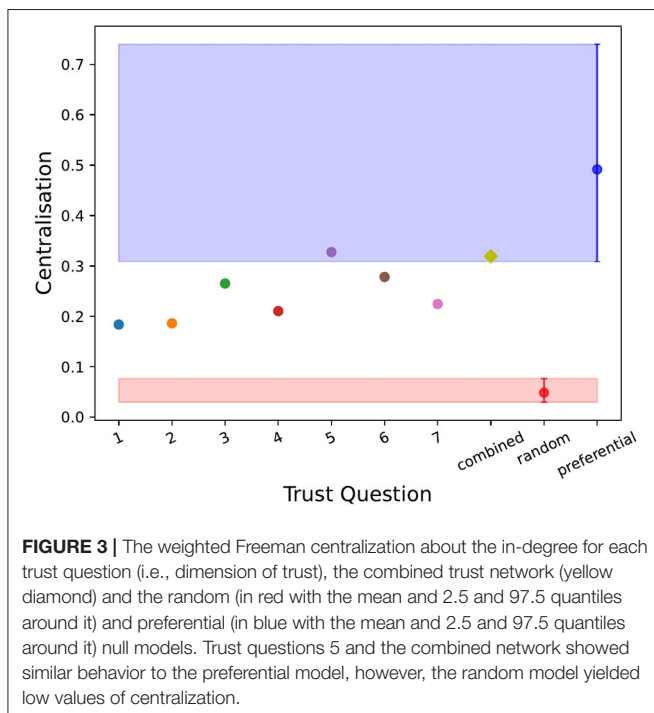 0.7
0.6
0.5
0.4
0.3
0.2
0.1
0.0
Centralisation
1 2 3 4 5 6 7 combined random preferential
Trust Question
FIGURE 3 | The weighted Freeman centralization about the in-degree for each
trust question (i.e., dimension of trust), the combined trust network (yellow
diamond) and the random (in red with the mean and 2.5 and 97.5 quantiles
around it) and preferential (in blue with the mean and 2.5 and 97.5 quantiles
around it) null models. Trust questions 5 and the combined network showed
similar behavior to the preferential model, however, the random model yielded
low values of centralization.